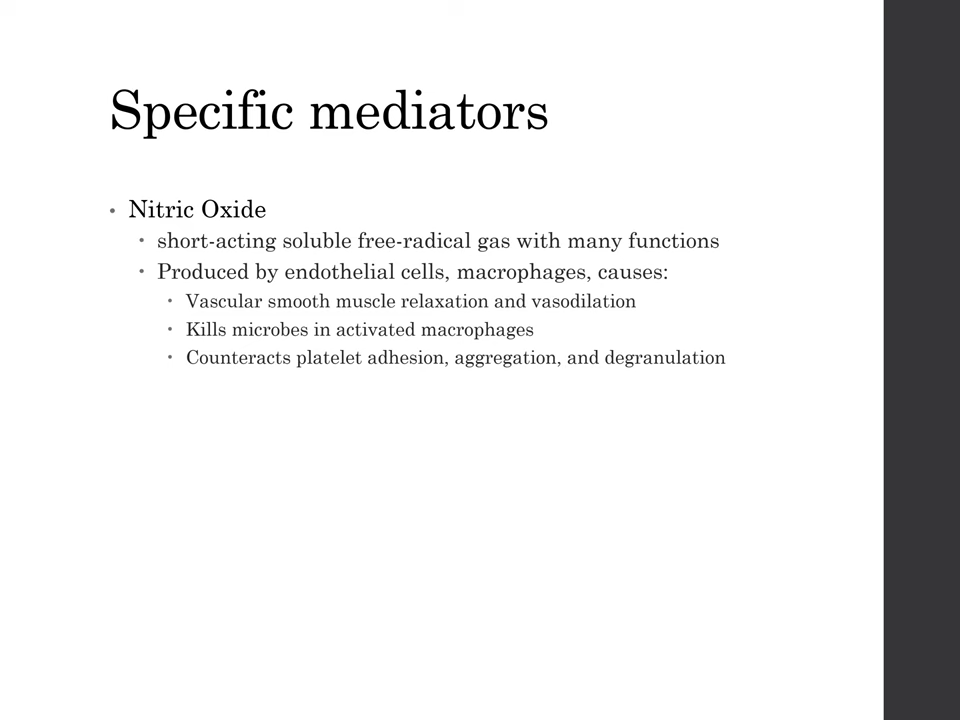 Specific mediators
• Nitric Oxide
• short-acting soluble free-radical gas with many functions
• Produced by endothelial cells, macrophages, causes:
• Vascular smooth muscle relaxation and vasodilation
• Kills microbes in activated macrophages
• Counteracts platelet adhesion, aggregation, and degranulation